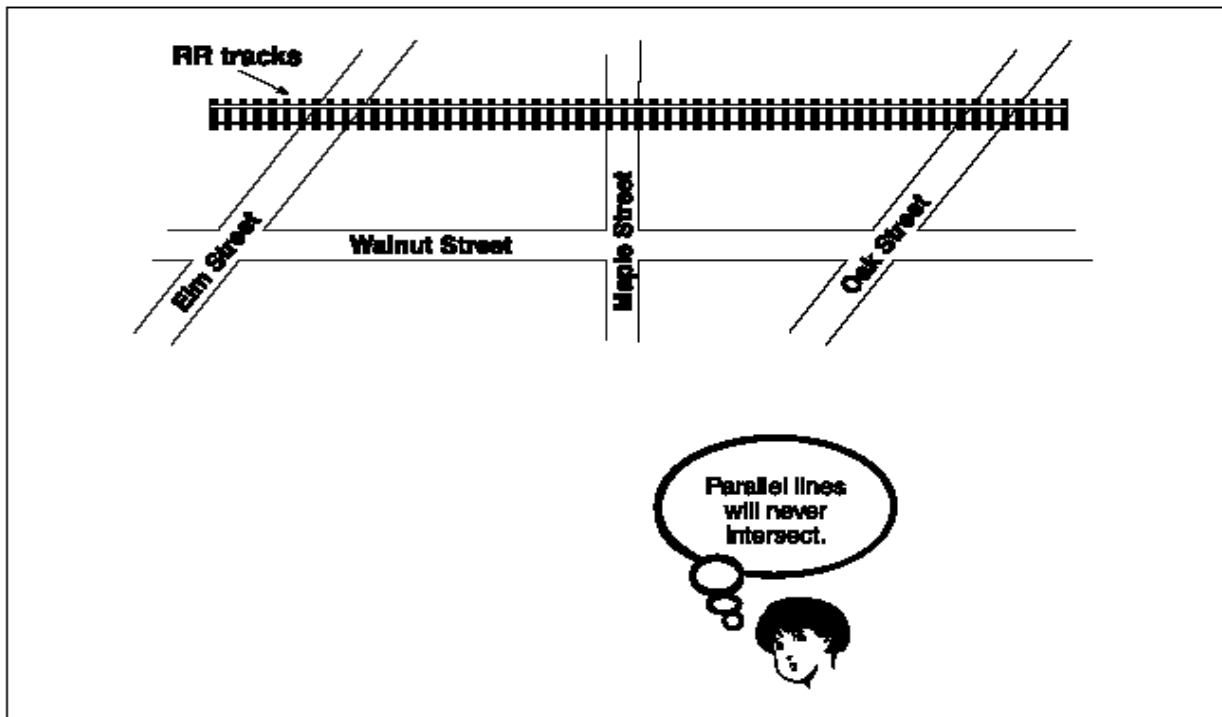 RR tracks
Walnut Street
Elm Street
Maple Street
Oak Street
Parallel lines
will never
intersect.